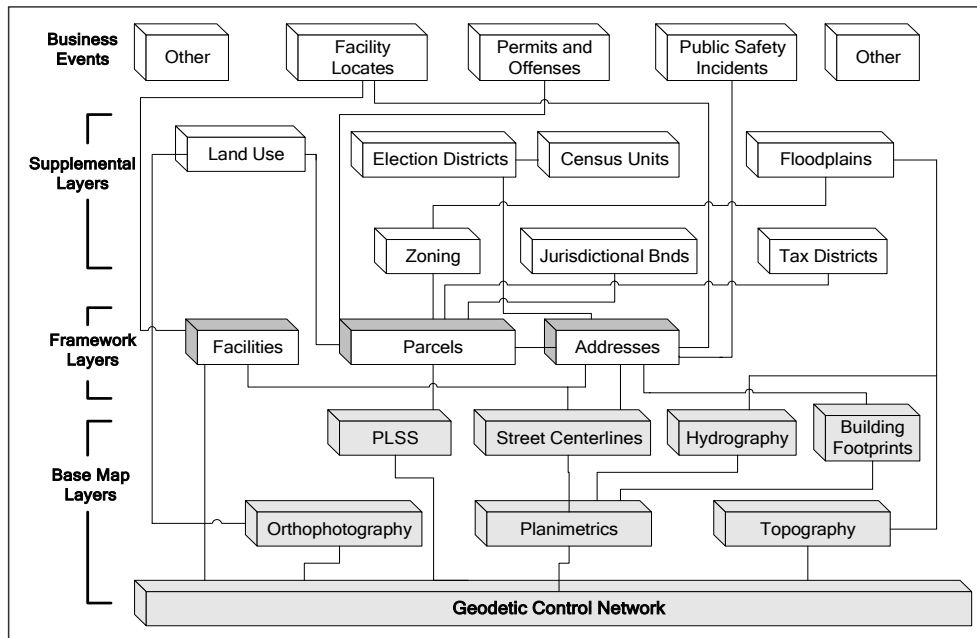 Business
Events
Other
Facility
Locates
Permits and
Offenses
Public Safety
Incidents
Other
Supplemental
Layers
Land Use
Election Districts
Census Units
Floodplains
Zoning
Jurisdictional Bnds
Tax Districts
Framework
Layers
Facilities
Parcels
Addresses
Base Map
Layers
PLSS
Street Centerlines
Hydrography
Building
Footprints
Orthophotography
Planimetrics
Topography
Geodetic Control Network